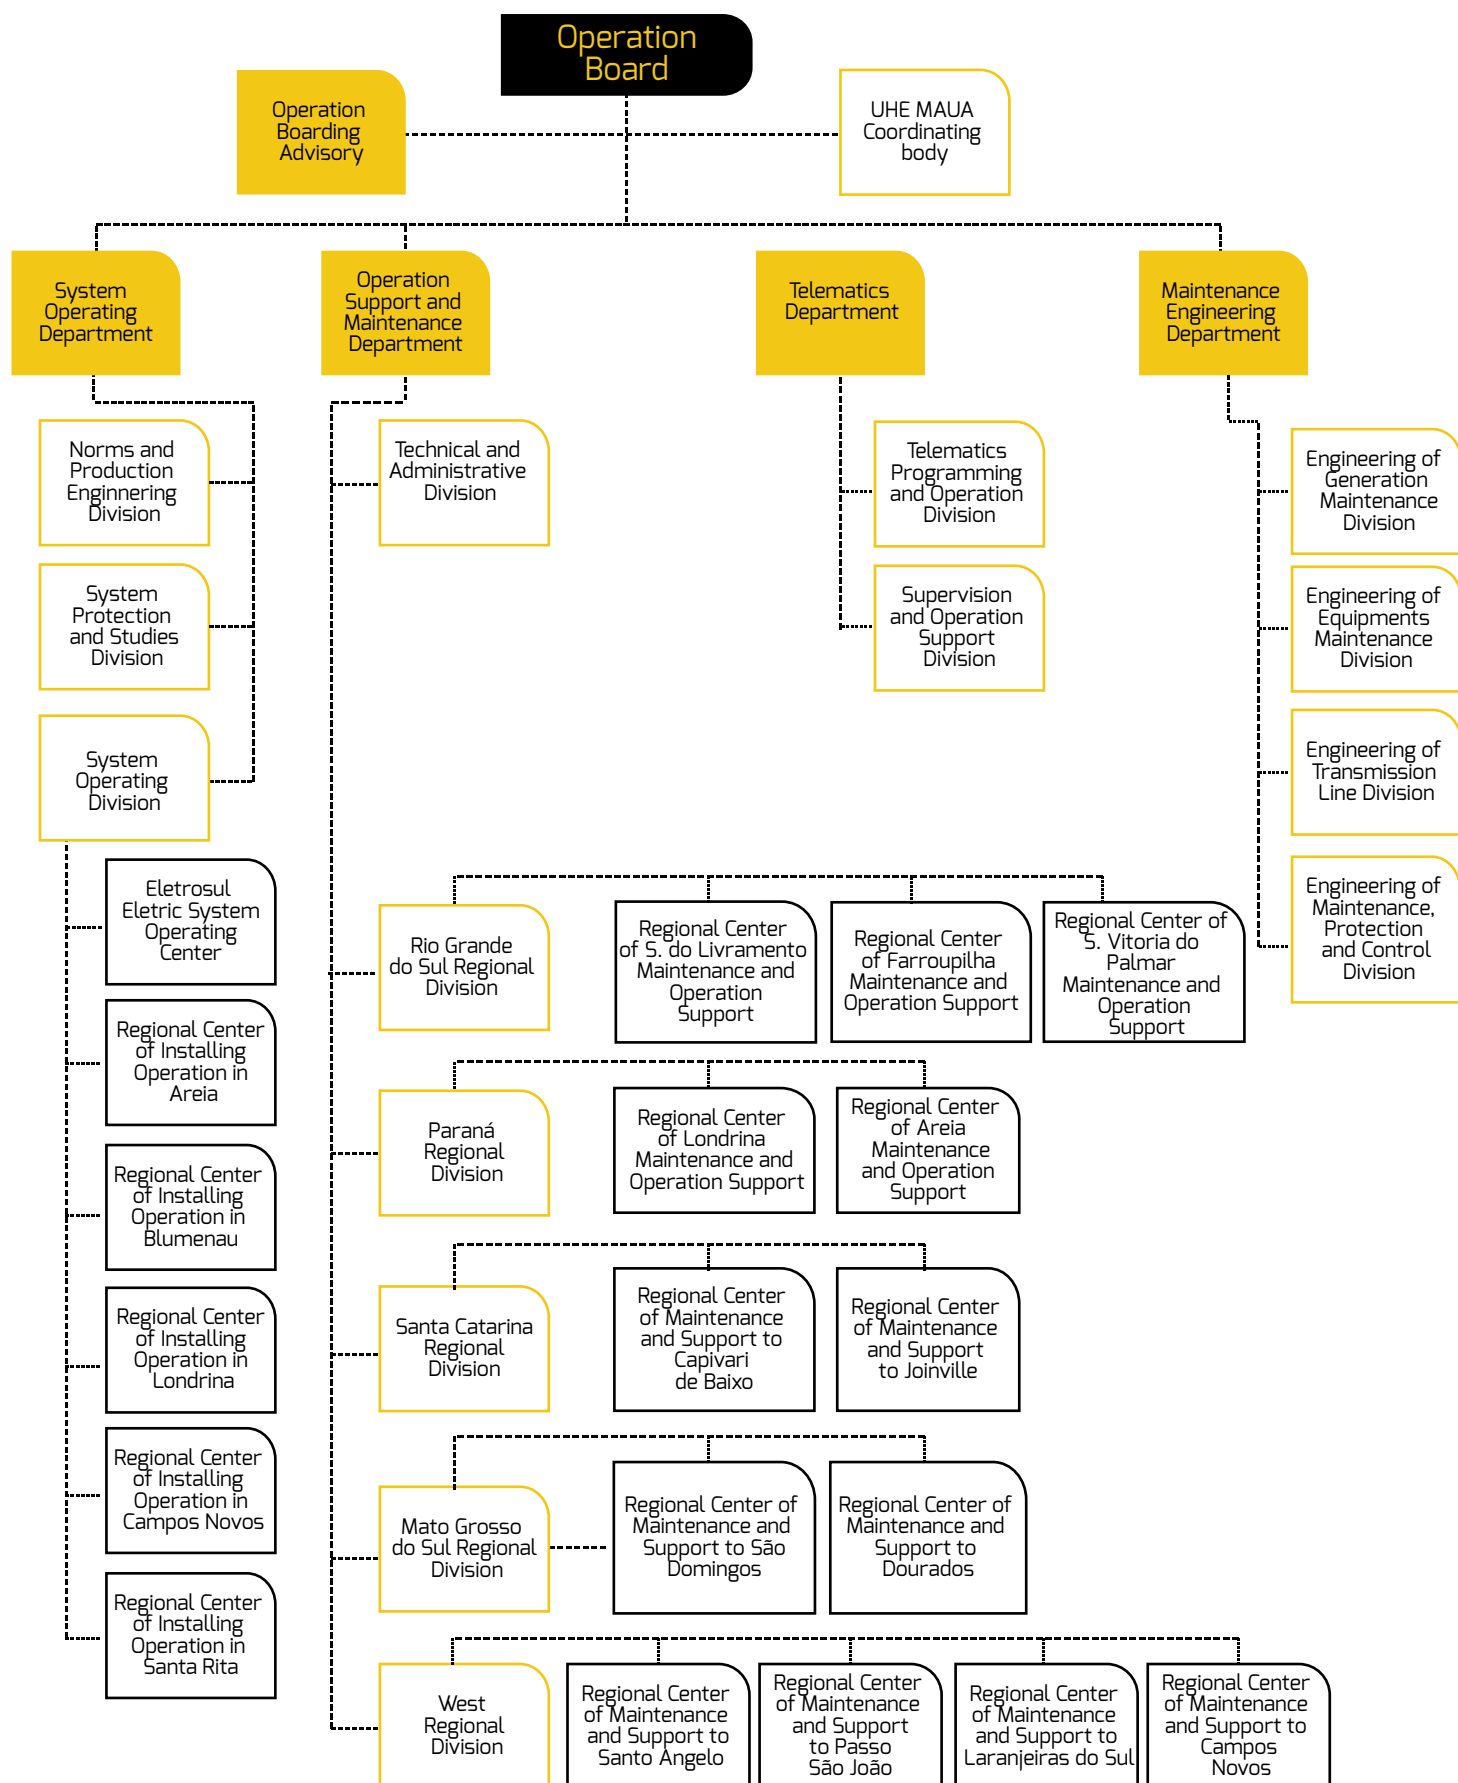 Operation
Board
Operation
Boarding
Advisory
UHE MAUA
Coordinating
body
System
Operating
Department
Operation
Support and
Maintenance
Department
Telematics
Department
Maintenance
Engineering
Department
Norms and
Production
Enginnering
Division
System
Protection
and Studies
Division
System
Operating
Division
Eletrosul
Eletric System
Operating
Center
Regional Center
of Installing
Operation in
Areia
Regional Center
of Installing
Operation in
Blumenau
Regional Center
of Installing
Operation in
Londrina
Regional Center
of Installing
Operation in
Campos Novos
Regional Center
of Installing
Operation in
Santa Rita
Technical and
Administrative
Division
Rio Grande
do Sul Regional
Division
Regional Center
of S. do Livramento
Maintenance and
Operation
Support
Regional Center
of Farroupilha
Maintenance and
Operation Support
Regional Center of
S. Vitoria do
Palmar
Maintenance and
Operation
Support
Paraná
Regional
Division
Regional Center
of Londrina
Maintenance and
Operation Support
Regional Center
of Areia
Maintenance
and Operation
Support
Santa Catarina
Regional
Division
Regional Center
of Maintenance
and Support to
Capivari
de Baixo
Regional Center
of Maintenance
and Support
to Joinville
Mato Grosso
do Sul Regional
Division
Regional Center of
Maintenance and
Support to São
Domingos
Regional Center of
Maintenance and
Support to
Dourados
West
Regional
Division
Regional Center
of Maintenance
and Support to
Santo Angelo
Regional Center
of Maintenance
and Support
to Passo
São João
Regional Center
of Maintenance
and Support to
Laranjeiras do Sul
Regional Center
of Maintenance
and Support to
Campos
Novos
Telematics
Programming
and Operation
Division
Supervision
and Operation
Support
Division
Engineering of
Generation
Maintenance
Division
Engineering of
Equipments
Maintenance
Division
Engineering of
Transmission
Line Division
Engineering of
Maintenance,
Protection
and Control
Division